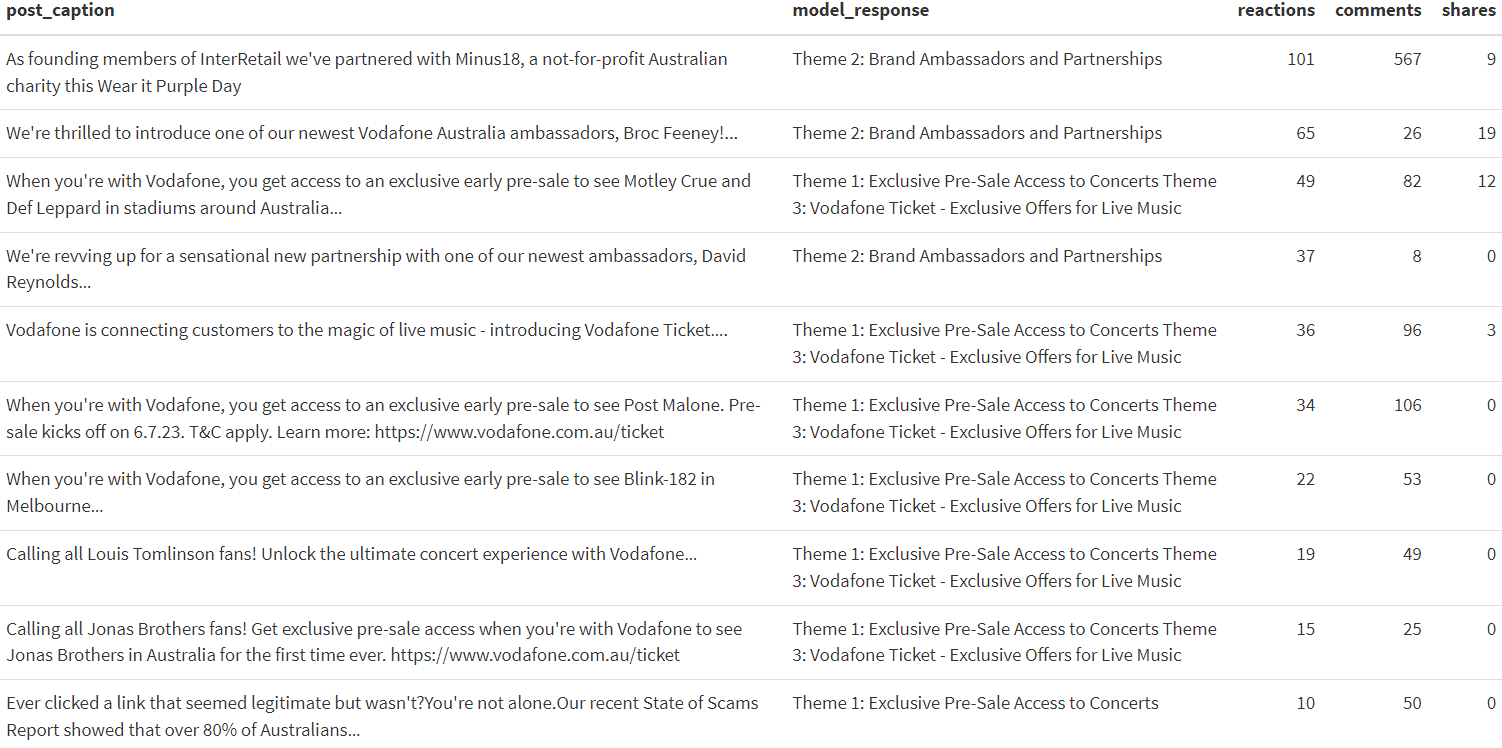 post_caption model_response reactions comments shares
As founding members of InterRetail we've partnered with Minus18, a not-for-profit Australian Theme 2: Brand Ambassadors and Partnerships 101 567 9
charity this Wear it Purple Day
We're thrilled to introduce one of our newest Vodafone Australia ambassadors, Broc Feeney!... Theme 2: Brand Ambassadors and Partnerships 65 26 19
When you're with Vodafone, you get access to an exclusive early pre-sale to see Motley Crue and Theme 1: Exclusive Pre-Sale Access to Concerts Theme 49 82 12
Def Leppard in stadiums around Australia... 3: Vodafone Ticket - Exclusive Offers for Live Music
We're revving up for a sensational new partnership with one of our newest ambassadors, David Theme 2: Brand Ambassadors and Partnerships 37 8 0
Reynolds...
Vodafone is connecting customers to the magic of live music - introducing Vodafone Ticket.... Theme 1: Exclusive Pre-Sale Access to Concerts Theme 36 96 3
3: Vodafone Ticket - Exclusive Offers for Live Music
When you're with Vodafone, you get access to an exclusive early pre-sale to see Post Malone. Pre- Theme 1: Exclusive Pre-Sale Access to Concerts Theme 34 106 0
sale kicks off on 6.7.23. T&C apply. Learn more: https://www.vodafone.com.au/ticket 3: Vodafone Ticket - Exclusive Offers for Live Music
When you're with Vodafone, you get access to an exclusive early pre-sale to see Blink-182 in Theme 1: Exclusive Pre-Sale Access to Concerts Theme 22 53 0
Melbourne... 3: Vodafone Ticket - Exclusive Offers for Live Music
Calling all Louis Tomlinson fans! Unlock the ultimate concert experience with Vodafone... Theme 1: Exclusive Pre-Sale Access to Concerts Theme 19 49 0
3: Vodafone Ticket - Exclusive Offers for Live Music
Calling all Jonas Brothers fans! Get exclusive pre-sale access when you're with Vodafone to see Theme 1: Exclusive Pre-Sale Access to Concerts Theme 15 25 0
Jonas Brothers in Australia for the first time ever. https://www.vodafone.com.au/ticket 3: Vodafone Ticket - Exclusive Offers for Live Music
Ever clicked a link that seemed legitimate but wasn't?You're not alone.Our recent State of Scams Theme 1: Exclusive Pre-Sale Access to Concerts 10 50 0
Report showed that over 80% of Australians...